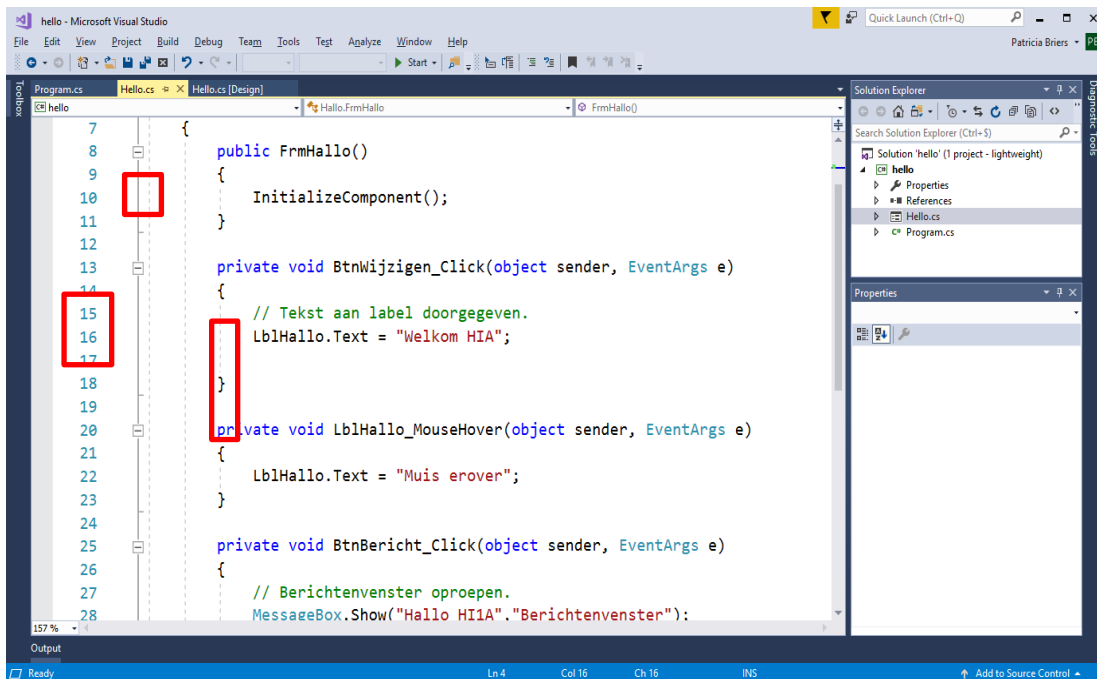 hello - Microsoft Visual Studio
Quick Launch (Ctrl+Q)
File Edit View Project Build Debug Team Tools Test Analyze Window Help
Patricia Briers PB
Start
Toolbox
Program.cs Hello.cs Hello.cs [Design]
C# hello Hallo.FrmHallo FrmHallo()
7 {
8 public FrmHallo()
9 {
10 InitializeComponent();
11 }
12
13 private void BtnWijzigen_Click(object sender, EventArgs e)
14 {
15 // Tekst aan label doorgegeven.
16 LblHallo.Text = "Welkom HIA";
17
18 }
19
20 private void LblHallo_MouseHover(object sender, EventArgs e)
21 {
22 LblHallo.Text = "Muis erover";
23 }
24
25 private void BtnBericht_Click(object sender, EventArgs e)
26 {
27 // Berichtenvenster oproepen.
28 MessageBox.Show("Hallo HI1A","Berichtenvenster");
157 %
Output
Solution Explorer
Search Solution Explorer (Ctrl+$)
Solution 'hello' (1 project - lightweight)
C# hello
Properties
References
Hello.cs
C# Program.cs
Properties
Diagnostic Tools
Ready Ln 4 Col 16 Ch 16 INS Add to Source Control